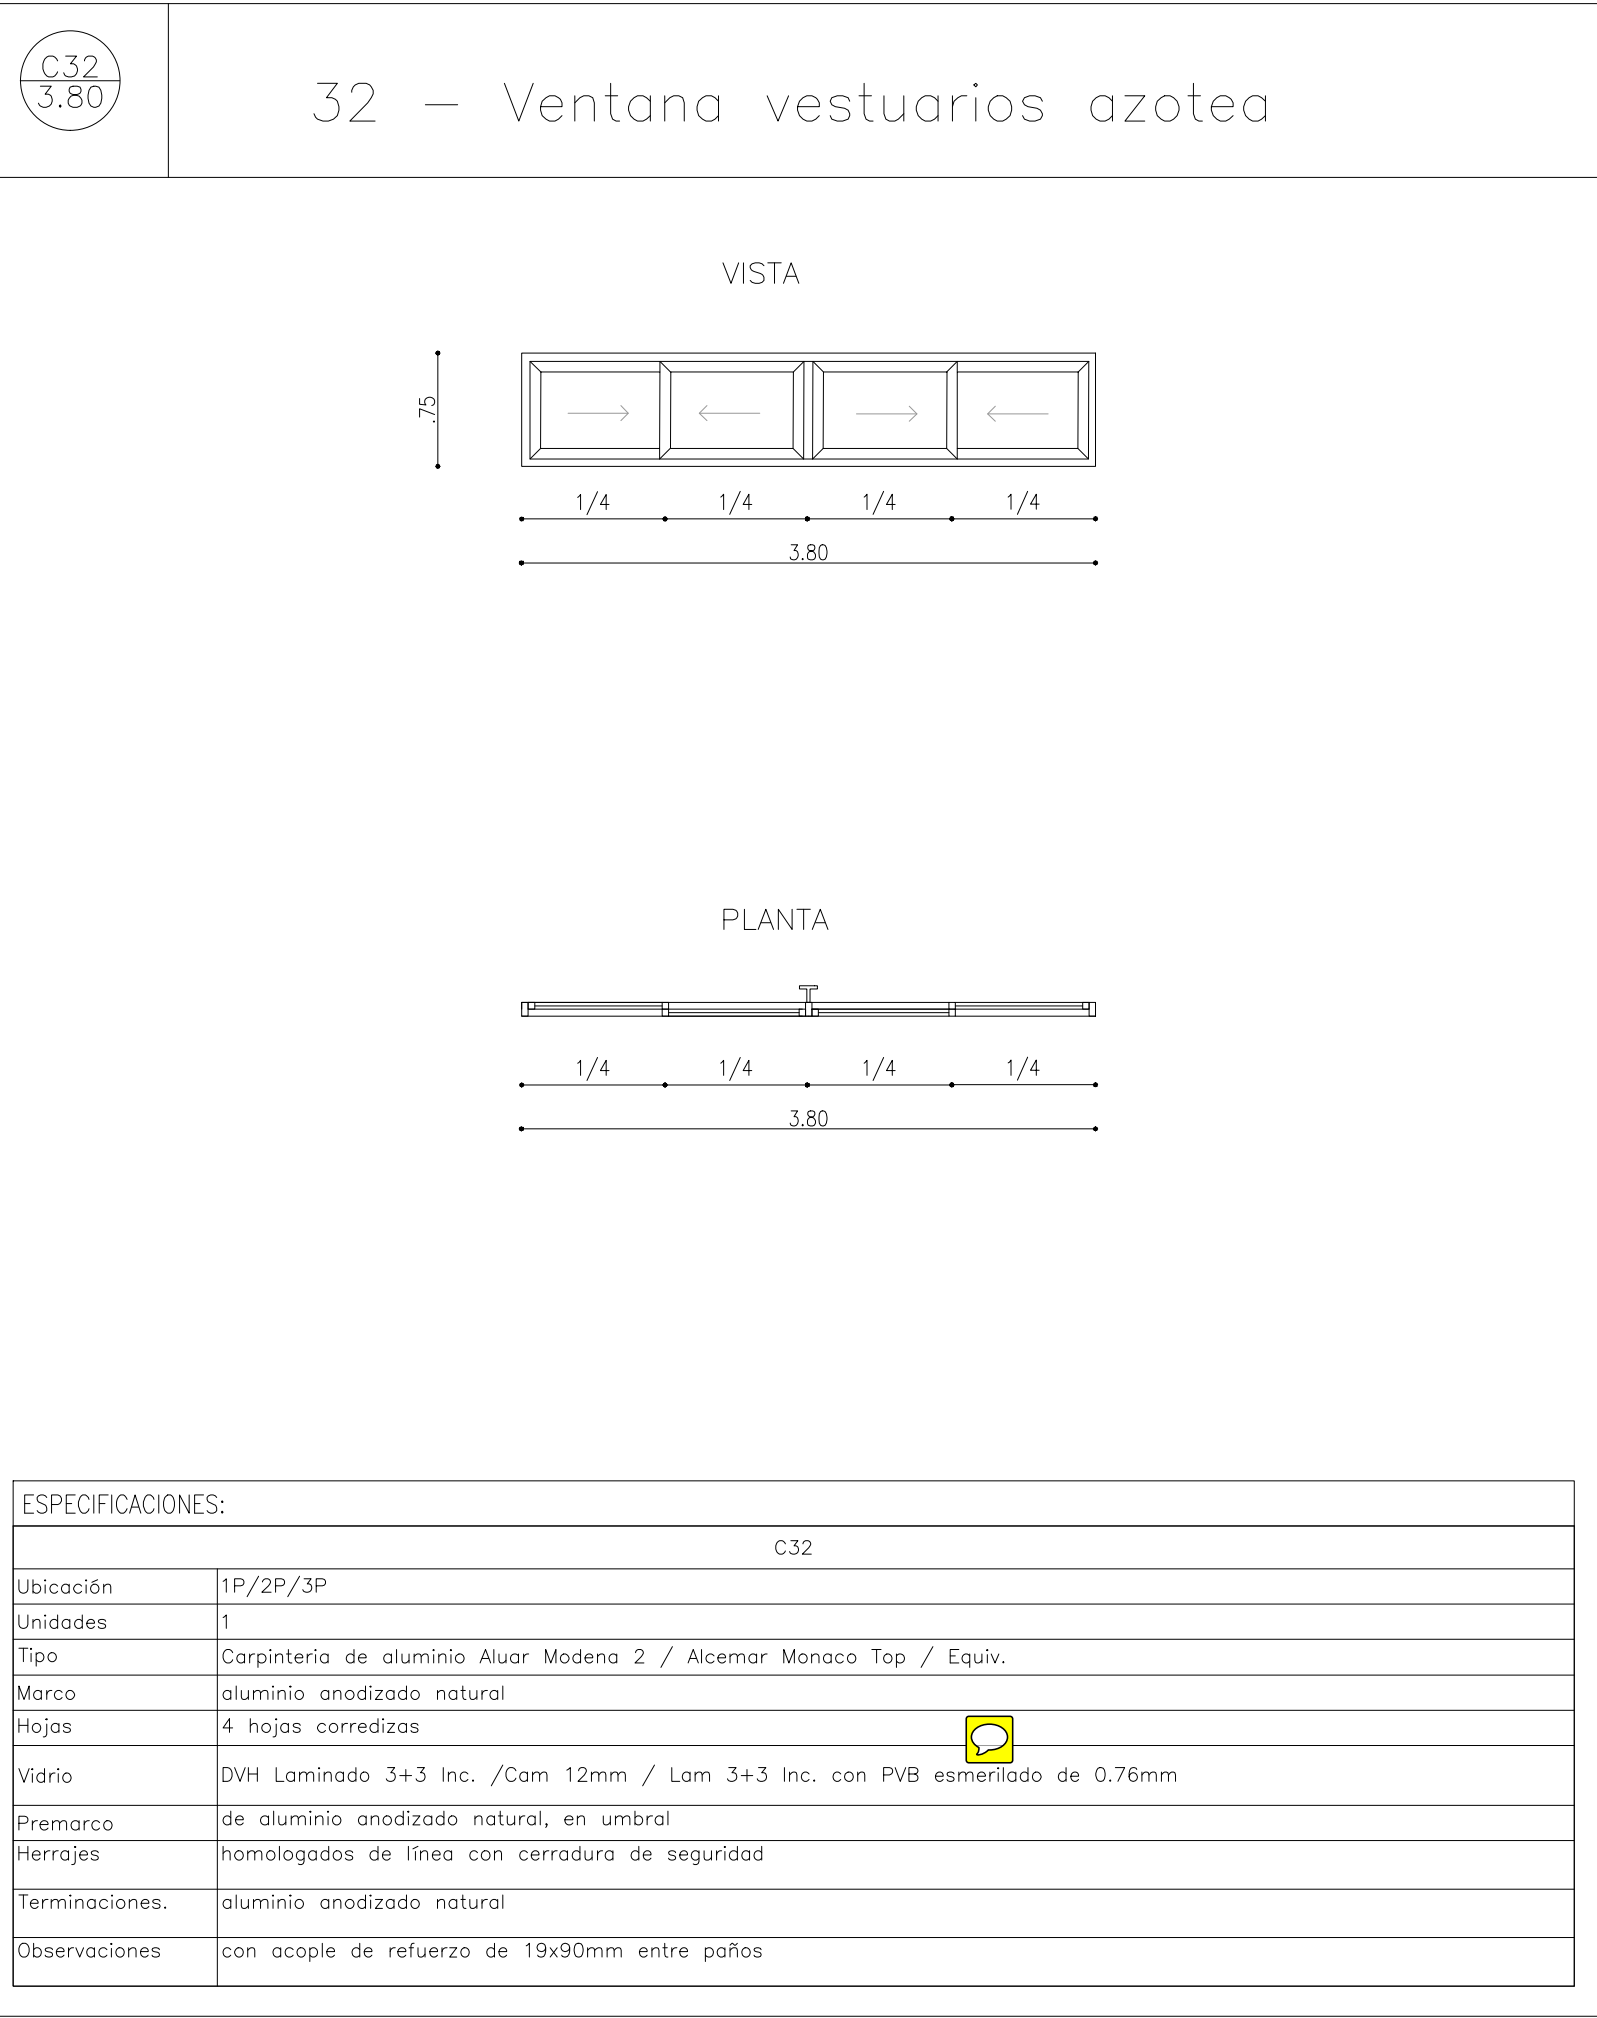 C32
3.80
32 - Ventana vestuarios azotea
VISTA
.75
1/4 1/4 1/4 1/4
3.80
PLANTA
1/4 1/4 1/4 1/4
3.80
ESPECIFICACIONES:
C32
Ubicación 1P/2P/3P
Unidades 1
Tipo Carpinteria de aluminio Aluar Modena 2 / Alcemar Monaco Top / Equiv.
Marco aluminio anodizado natural
Hojas 4 hojas corredizas
Vidrio DVH Laminado 3+3 Inc. /Cam 12mm / Lam 3+3 Inc. con PVB esmerilado de 0.76mm
Premarco de aluminio anodizado natural, en umbral
Herrajes homologados de línea con cerradura de seguridad
Terminaciones. aluminio anodizado natural
Observaciones con acople de refuerzo de 19x90mm entre paños